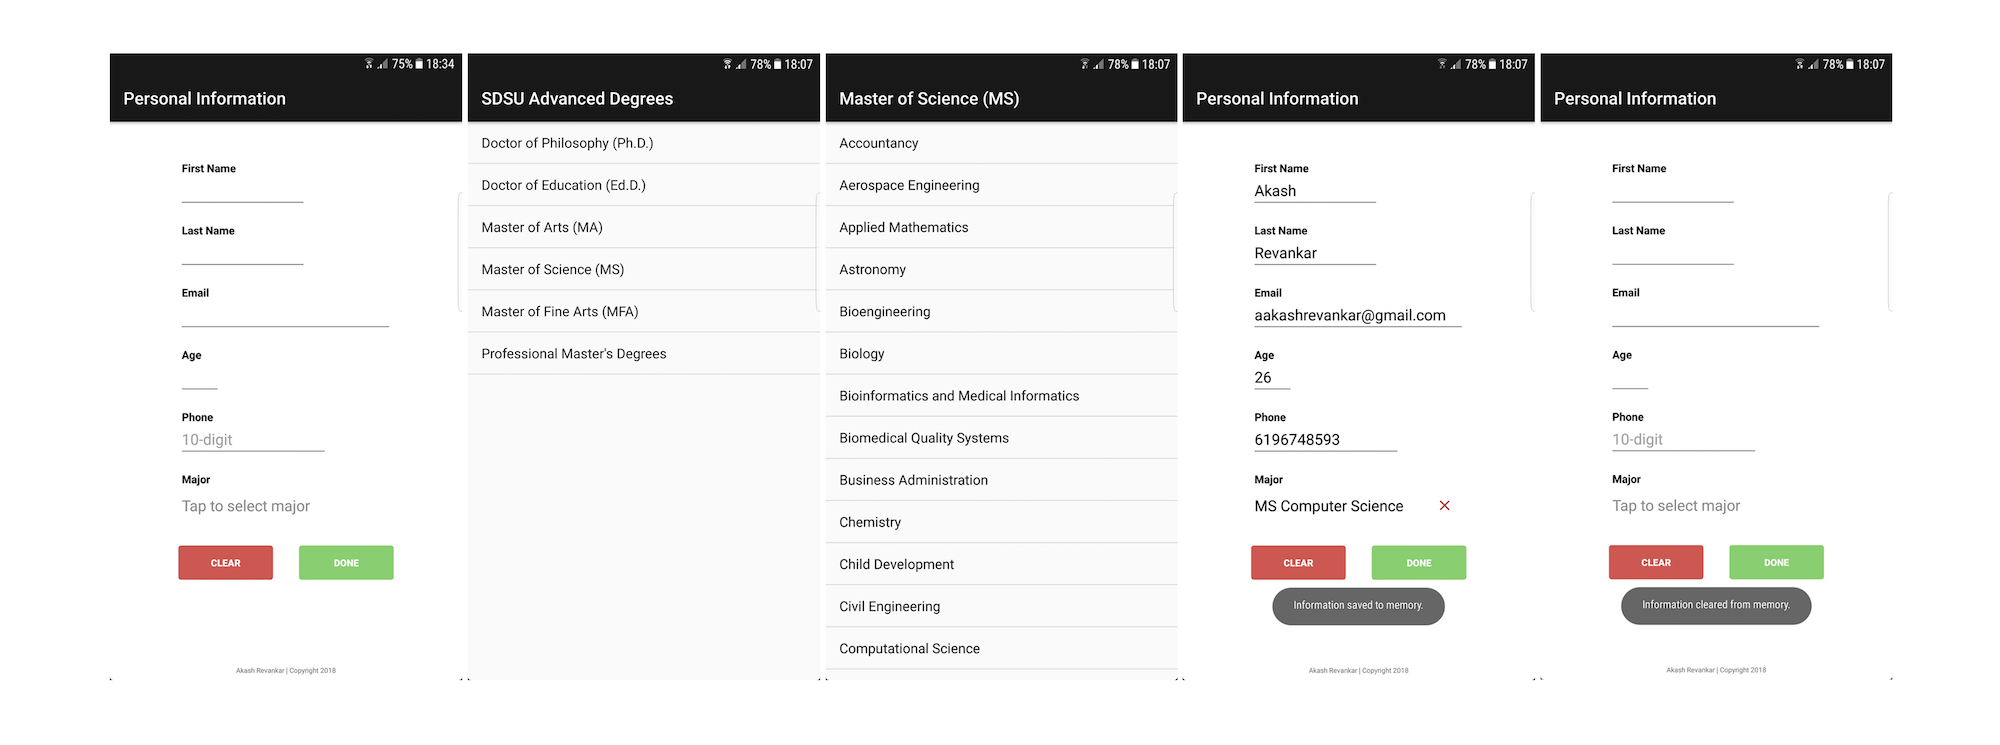 75% 18:34
Personal Information
First Name
Last Name
Email
Age
Phone
10-digit
Major
Tap to select major
CLEAR
DONE
Akash Revankar | Copyright 2018
78% 18:07
SDSU Advanced Degrees
Doctor of Philosophy (Ph.D.)
Doctor of Education (Ed.D.)
Master of Arts (MA)
Master of Science (MS)
Master of Fine Arts (MFA)
Professional Master's Degrees
78% 18:07
Master of Science (MS)
Accountancy
Aerospace Engineering
Applied Mathematics
Astronomy
Bioengineering
Biology
Bioinformatics and Medical Informatics
Biomedical Quality Systems
Business Administration
Chemistry
Child Development
Civil Engineering
Computational Science
78% 18:07
Personal Information
First Name
Akash
Last Name
Revankar
Email
aakashrevankar@gmail.com
Age
26
Phone
6196748593
Major
MS Computer Science
CLEAR
DONE
Information saved to memory.
Akash Revankar | Copyright 2018
78% 18:07
Personal Information
First Name
Last Name
Email
Age
Phone
10-digit
Major
Tap to select major
CLEAR
DONE
Information cleared from memory.
Akash Revankar | Copyright 2018